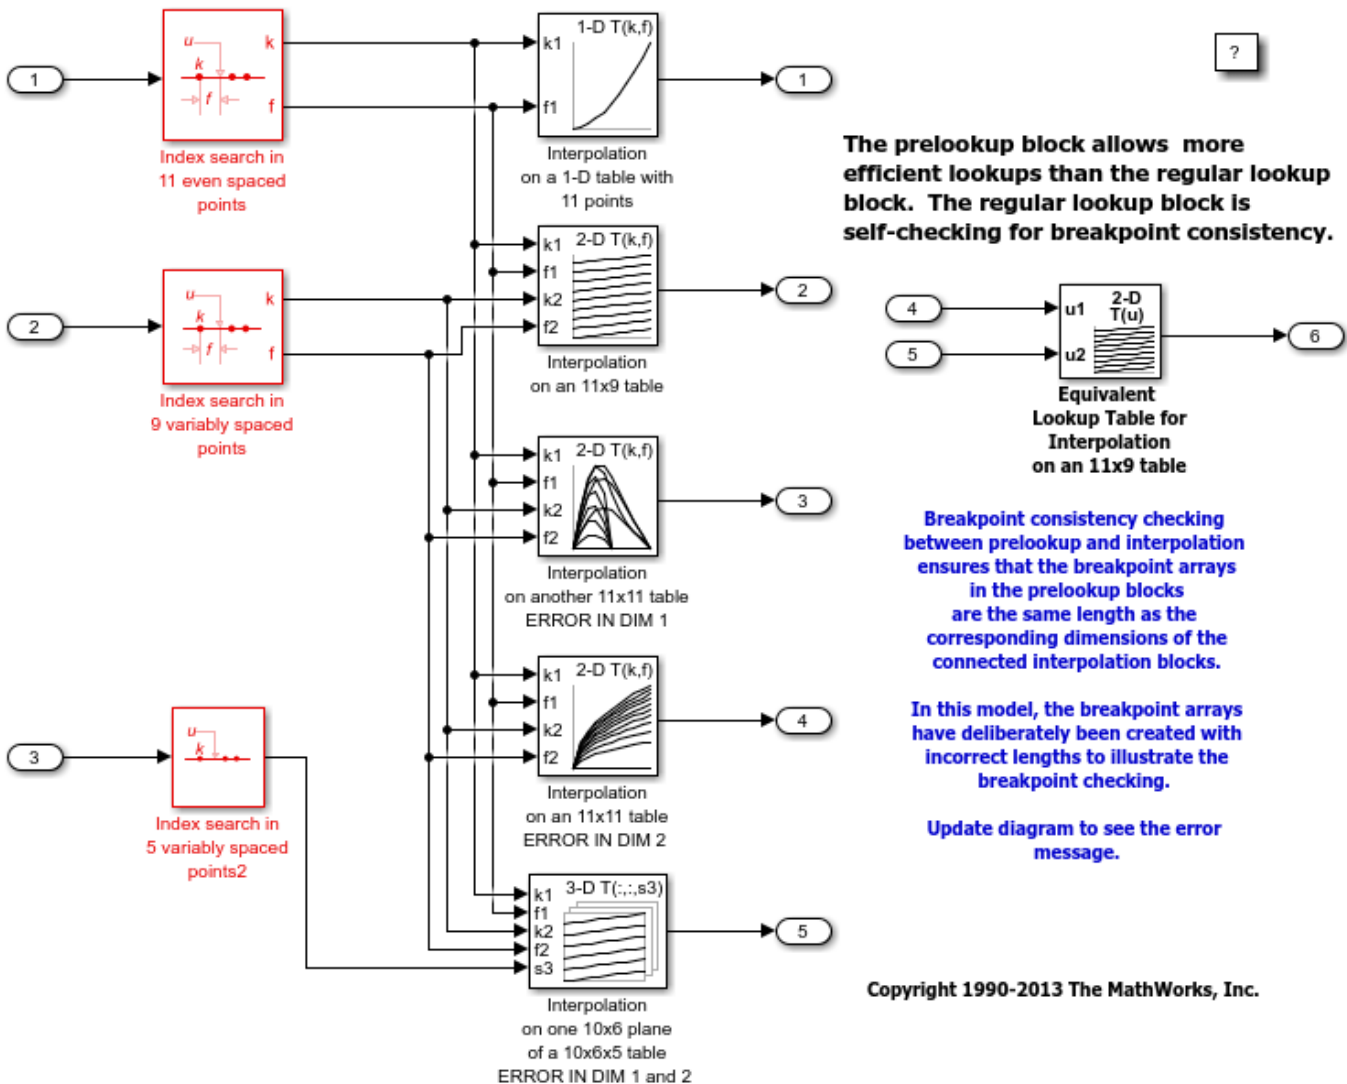 1
u
k
f
k
f
Index search in
11 even spaced
points
1-D T(k,f)
k1
f1
Interpolation
on a 1-D table with
11 points
1
?
The prelookup block allows more
efficient lookups than the regular lookup
block. The regular lookup block is
self-checking for breakpoint consistency.
2
u
k
f
k
f
Index search in
9 variably spaced
points
2-D T(k,f)
k1
f1
k2
f2
Interpolation
on an 11x9 table
2
4
5
u1
u2
2-D
T(u)
6
Equivalent
Lookup Table for
Interpolation
on an 11x9 table
2-D T(k,f)
k1
f1
k2
f2
Interpolation
on another 11x11 table
ERROR IN DIM 1
3
Breakpoint consistency checking
between prelookup and interpolation
ensures that the breakpoint arrays
in the prelookup blocks
are the same length as the
corresponding dimensions of the
connected interpolation blocks.
In this model, the breakpoint arrays
have deliberately been created with
incorrect lengths to illustrate the
breakpoint checking.
Update diagram to see the error
message.
2-D T(k,f)
k1
f1
k2
f2
Interpolation
on an 11x11 table
ERROR IN DIM 2
4
3
u
k
Index search in
5 variably spaced
points2
3-D T(:,:,s3)
k1
f1
k2
f2
s3
Interpolation
on one 10x6 plane
of a 10x6x5 table
ERROR IN DIM 1 and 2
5
Copyright 1990-2013 The MathWorks, Inc.